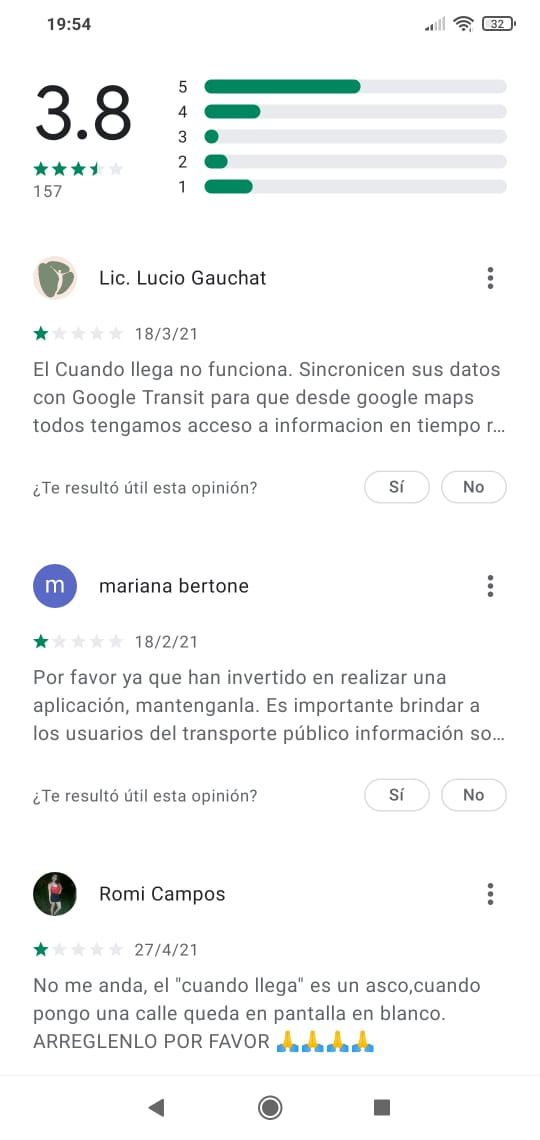 19:54
32
3.8
157
5
4
3
2
1
Lic. Lucio Gauchat
18/3/21
El Cuando llega no funciona. Sincronicen sus datos
con Google Transit para que desde google maps
todos tengamos acceso a informacion en tiempo r...
¿Te resultó útil esta opinión?
Sí
No
m
mariana bertone
18/2/21
Por favor ya que han invertido en realizar una
aplicación, mantenganla. Es importante brindar a
los usuarios del transporte público información so...
¿Te resultó útil esta opinión?
Sí
No
Romi Campos
27/4/21
No me anda, el "cuando llega" es un asco,cuando
pongo una calle queda en pantalla en blanco.
ARREGLENLO POR FAVOR 🙏🙏🙏🙏